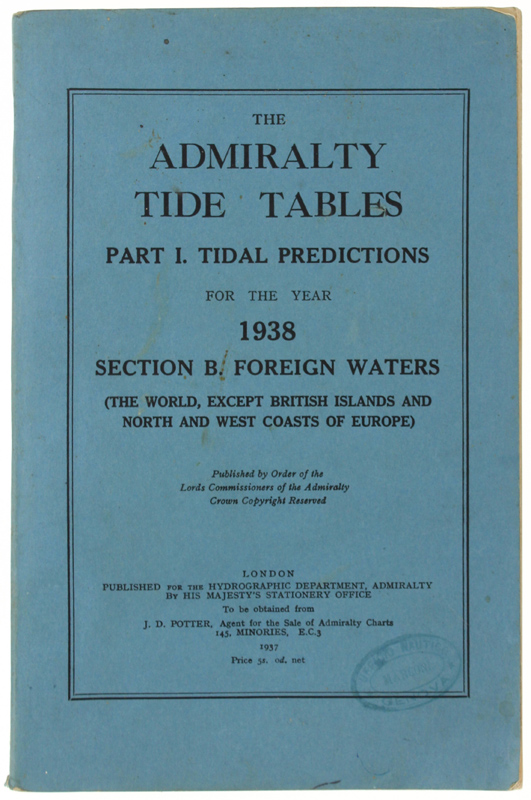 THE
ADMIRALTY
TIDE TABLES
PART I. TIDAL PREDICTIONS
FOR THE YEAR
1938
SECTION B. FOREIGN WATERS
(THE WORLD, EXCEPT BRITISH ISLANDS AND
NORTH AND WEST COASTS OF EUROPE)
Published by Order of the
Lords Commissioners of the Admiralty
Crown Copyright Reserved
LONDON
PUBLISHED FOR THE HYDROGRAPHIC DEPARTMENT, ADMIRALTY
BY HIS MAJESTY'S STATIONERY OFFICE
To be obtained from
J. D. POTTER, Agent for the Sale of Admiralty Charts
145, MINORIES, E.C.3
1937
Price 5s. 0d. net
GENOVA